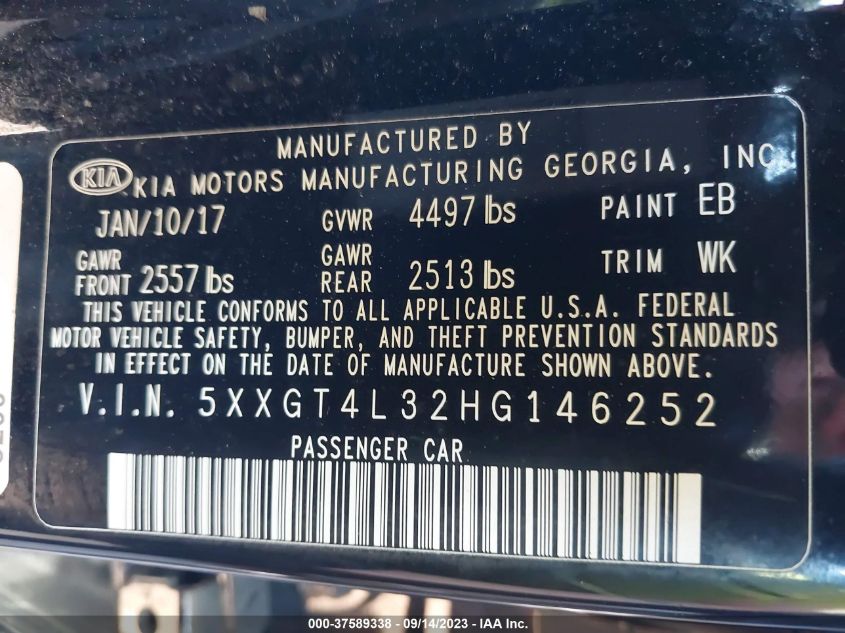 MANUFACTURED BY
KIA KIA MOTORS MANUFACTURING GEORGIA, INC
JAN/10/17 GVWR 4497 lbs PAINT EB
GAWR FRONT 2557 lbs GAWR REAR 2513 lbs TRIM WK
THIS VEHICLE CONFORMS TO ALL APPLICABLE U.S.A. FEDERAL
MOTOR VEHICLE SAFETY, BUMPER, AND THEFT PREVENTION STANDARDS
IN EFFECT ON THE DATE OF MANUFACTURE SHOWN ABOVE.
V.I.N. 5XXGT4L32HG146252
PASSENGER CAR
000-37589338 - 09/14/2023 - IAA Inc.